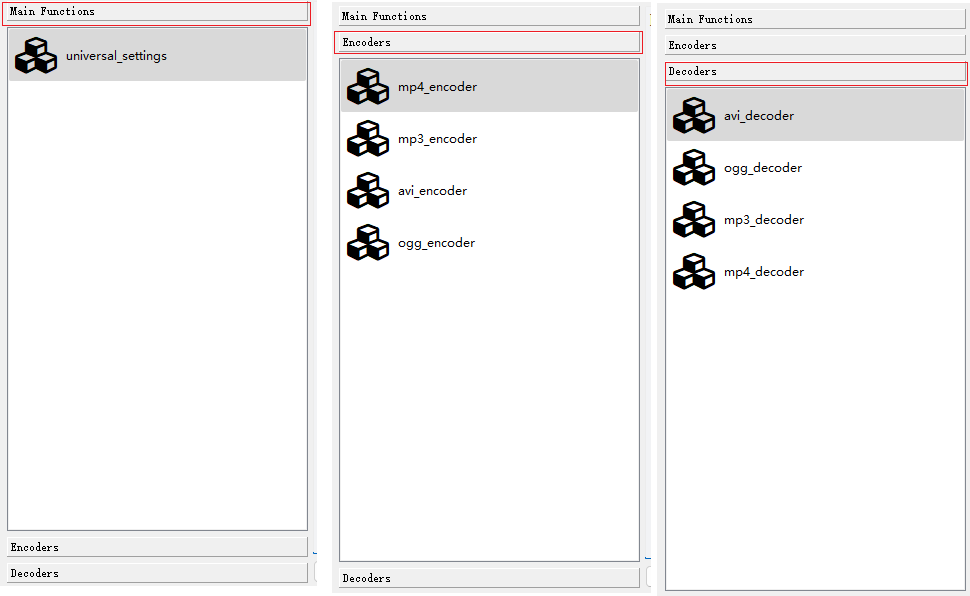 Main Functions
universal_settings
Encoders
Decoders
Main Functions
Encoders
mp4_encoder
mp3_encoder
avi_encoder
ogg_encoder
Decoders
Main Functions
Encoders
Decoders
avi_decoder
ogg_decoder
mp3_decoder
mp4_decoder